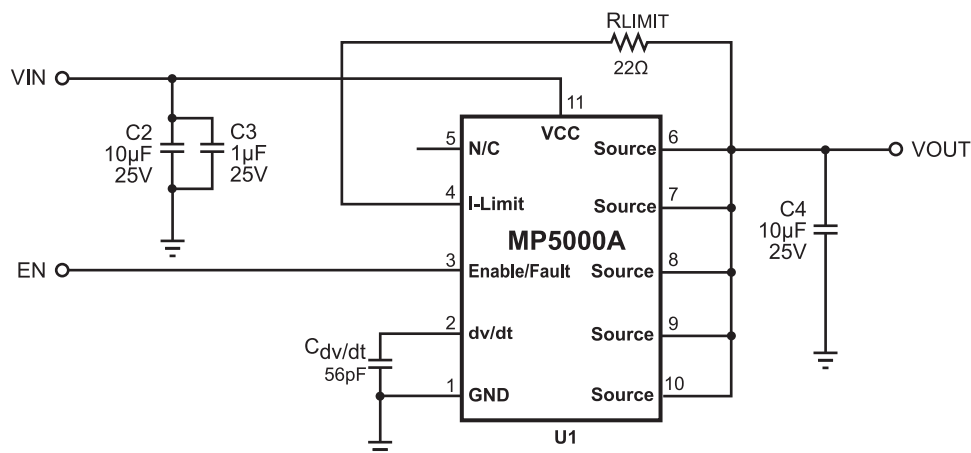 RLIMIT
22Ω
VIN
11
C2
10µF
25V
C3
1µF
25V
VCC
5
N/C
Source
6
VOUT
4
I-Limit
Source
7
C4
10µF
25V
MP5000A
EN
3
Enable/Fault
Source
8
2
dv/dt
Source
9
Cdv/dt
56pF
1
GND
Source
10
U1